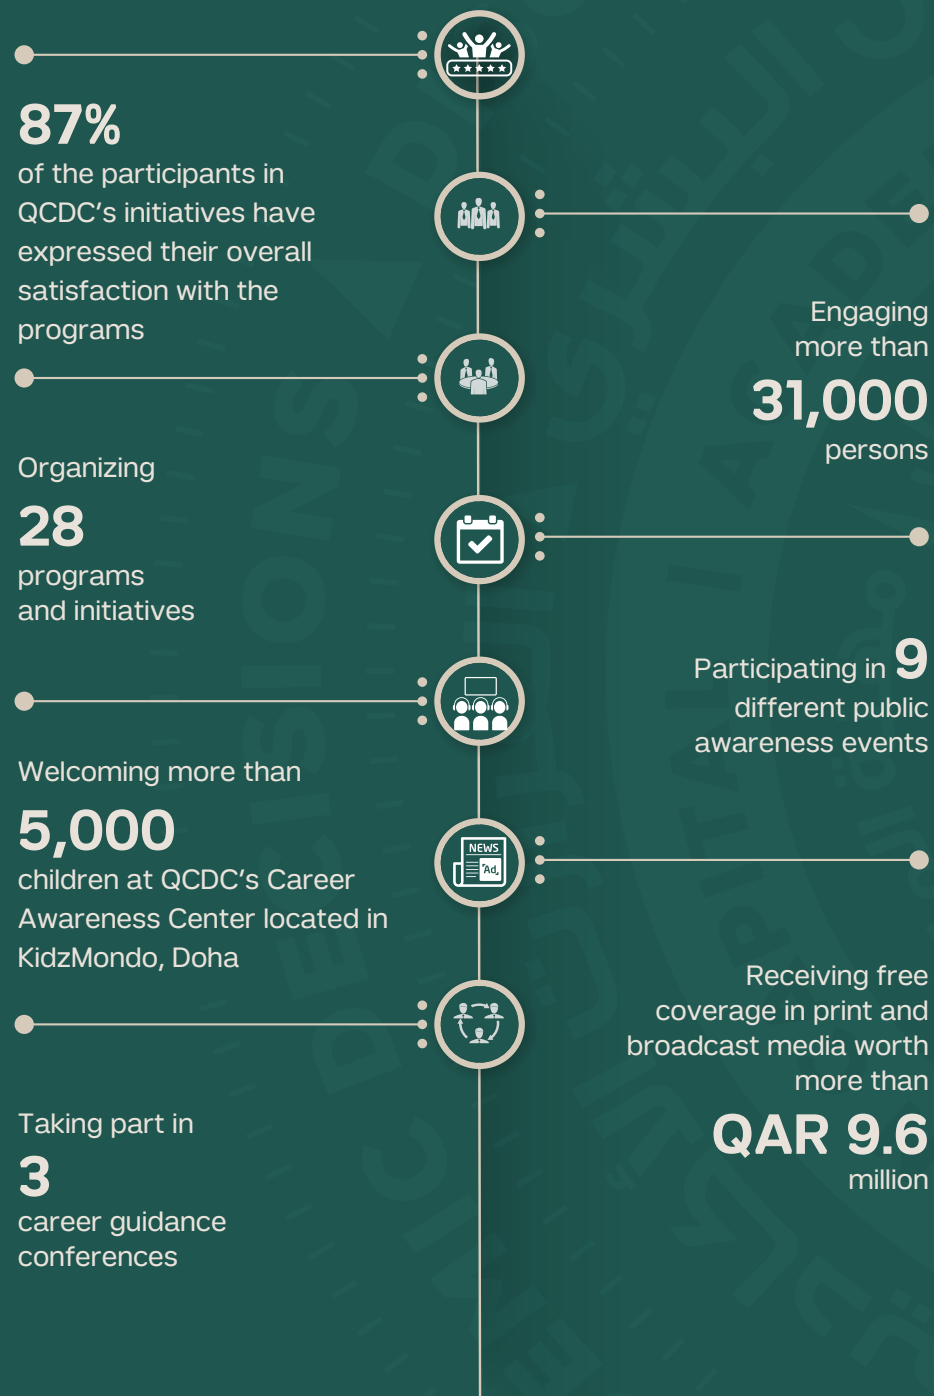 87%
of the participants in
QCDC’s initiatives have
expressed their overall
satisfaction with the
programs
Engaging
more than
31,000
persons
Organizing
28
programs
and initiatives
Participating in 9
different public
awareness events
Welcoming more than
5,000
children at QCDC’s Career
Awareness Center located in
KidzMondo, Doha
NEWS
Ad.
Receiving free
coverage in print and
broadcast media worth
more than
QAR 9.6
million
Taking part in
3
career guidance
conferences
DECISIONS